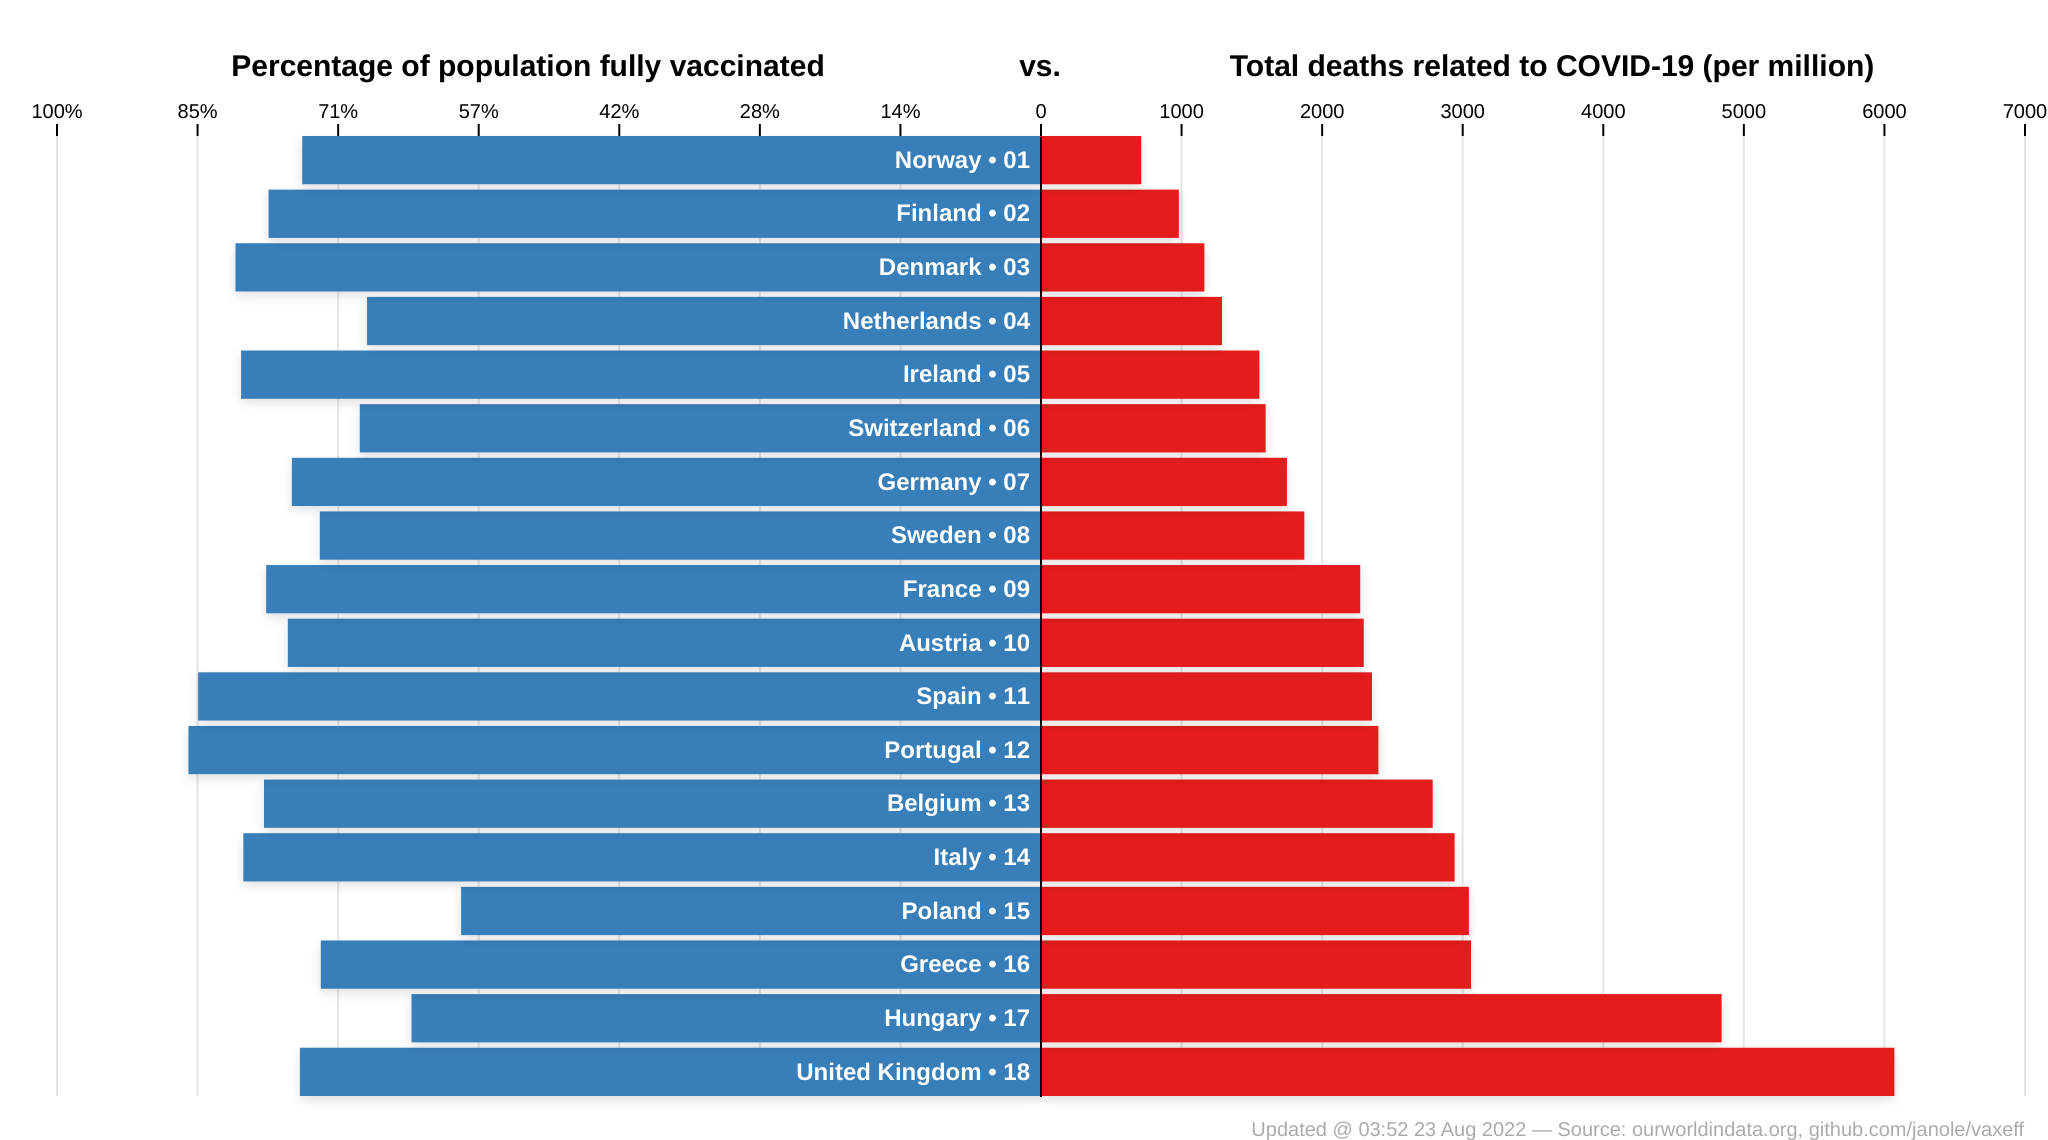 Percentage of population fully vaccinated vs. Total deaths related to COVID-19 (per million)
100% 85% 71% 57% 42% 28% 14% 0 1000 2000 3000 4000 5000 6000 7000
Norway • 01
Finland • 02
Denmark • 03
Netherlands • 04
Ireland • 05
Switzerland • 06
Germany • 07
Sweden • 08
France • 09
Austria • 10
Spain • 11
Portugal • 12
Belgium • 13
Italy • 14
Poland • 15
Greece • 16
Hungary • 17
United Kingdom • 18
Updated @ 03:52 23 Aug 2022 — Source: ourworldindata.org, github.com/janole/vaxeff